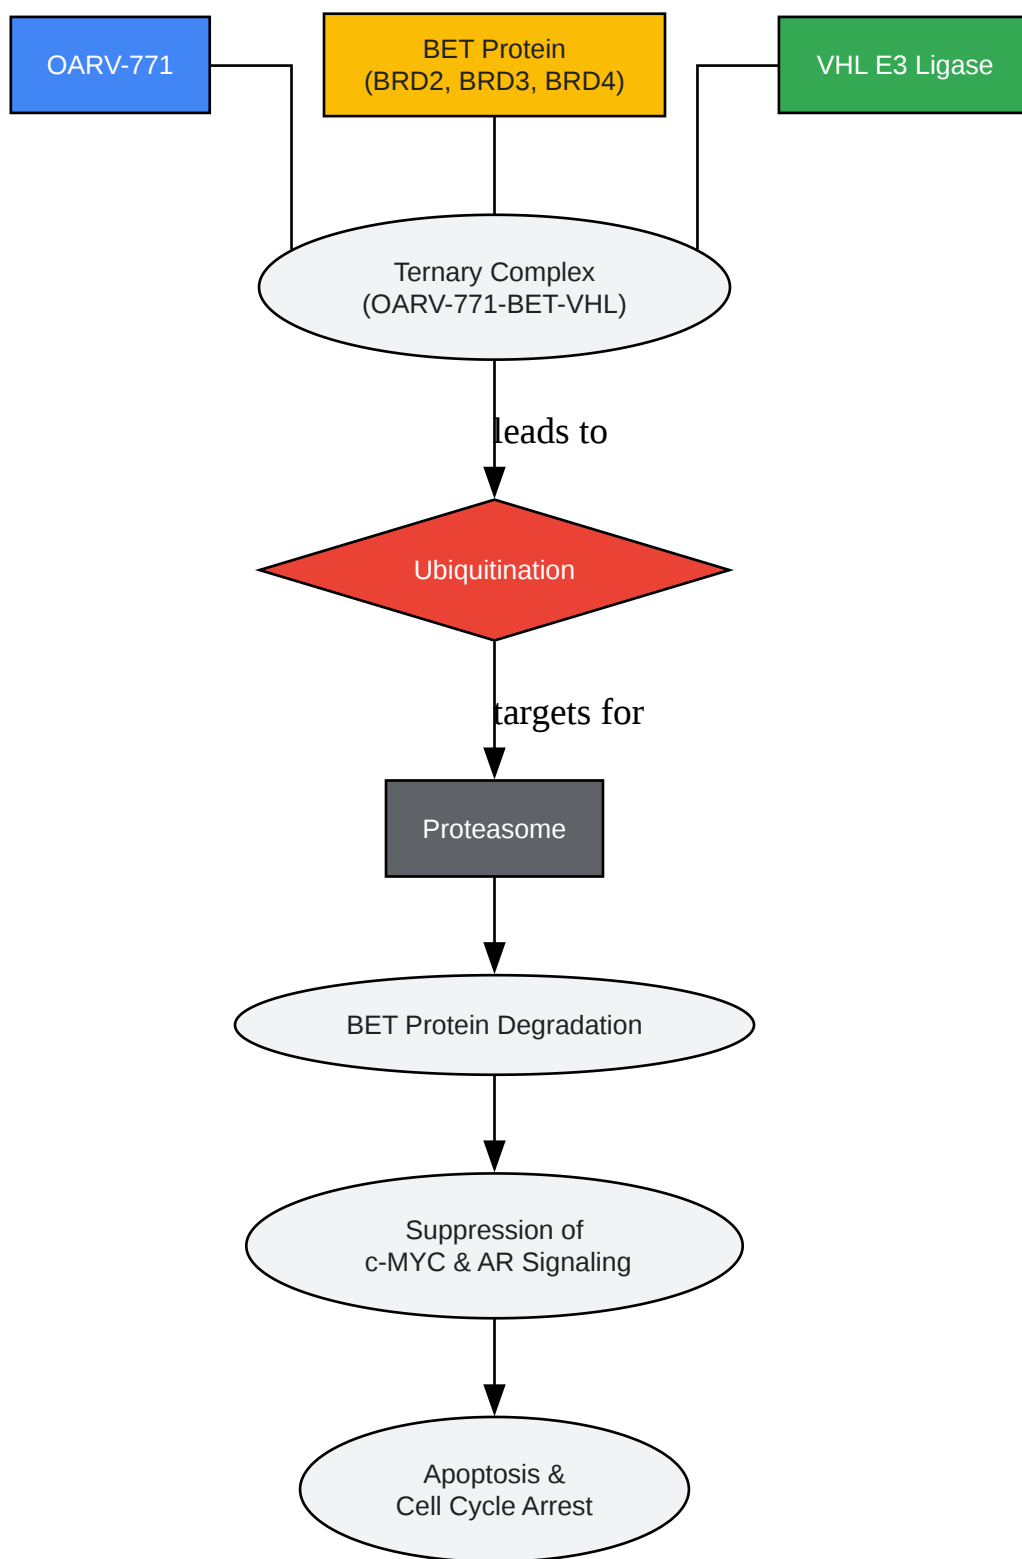 OARV-771
BET Protein
(BRD2, BRD3, BRD4)
VHL E3 Ligase
Ternary Complex
(OARV-771-BET-VHL)
leads to
Ubiquitination
targets for
Proteasome
BET Protein Degradation
Suppression of
c-MYC & AR Signaling
Apoptosis &
Cell Cycle Arrest